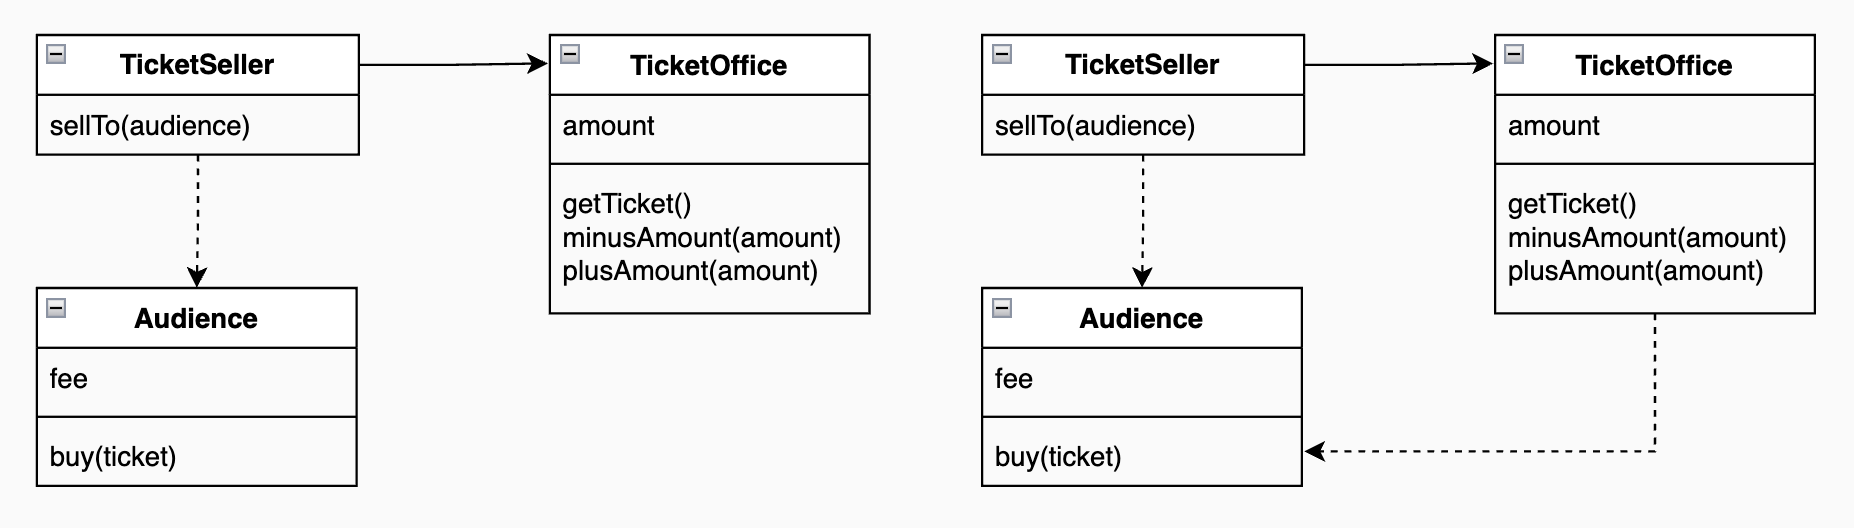 TicketSeller
sellTo(audience)
TicketOffice
amount
getTicket()
minusAmount(amount)
plusAmount(amount)
Audience
fee
buy(ticket)
TicketSeller
sellTo(audience)
TicketOffice
amount
getTicket()
minusAmount(amount)
plusAmount(amount)
Audience
fee
buy(ticket)